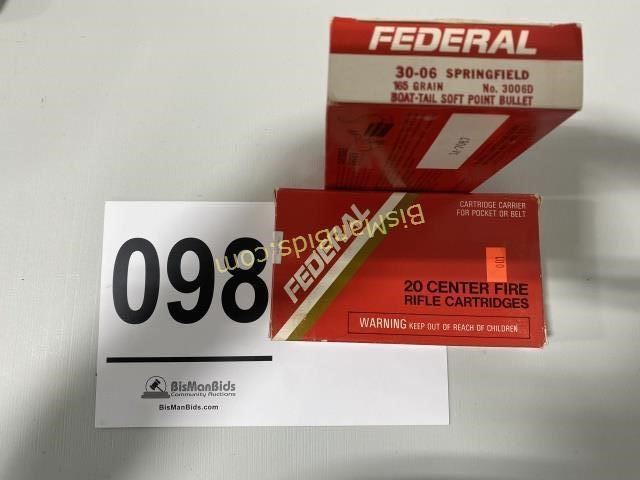 FEDERAL
30-06 SPRINGFIELD
165 GRAIN No. 3006D
BOAT-TAIL SOFT POINT BULLET
CARTRIDGE CARRIER
FOR POCKET OR BELT
FEDERAL
BisManBids.com
20 CENTER FIRE
RIFLE CARTRIDGES
WARNING KEEP OUT OF REACH OF CHILDREN
098
BisManBids
Community Auctions
BisManBids.com